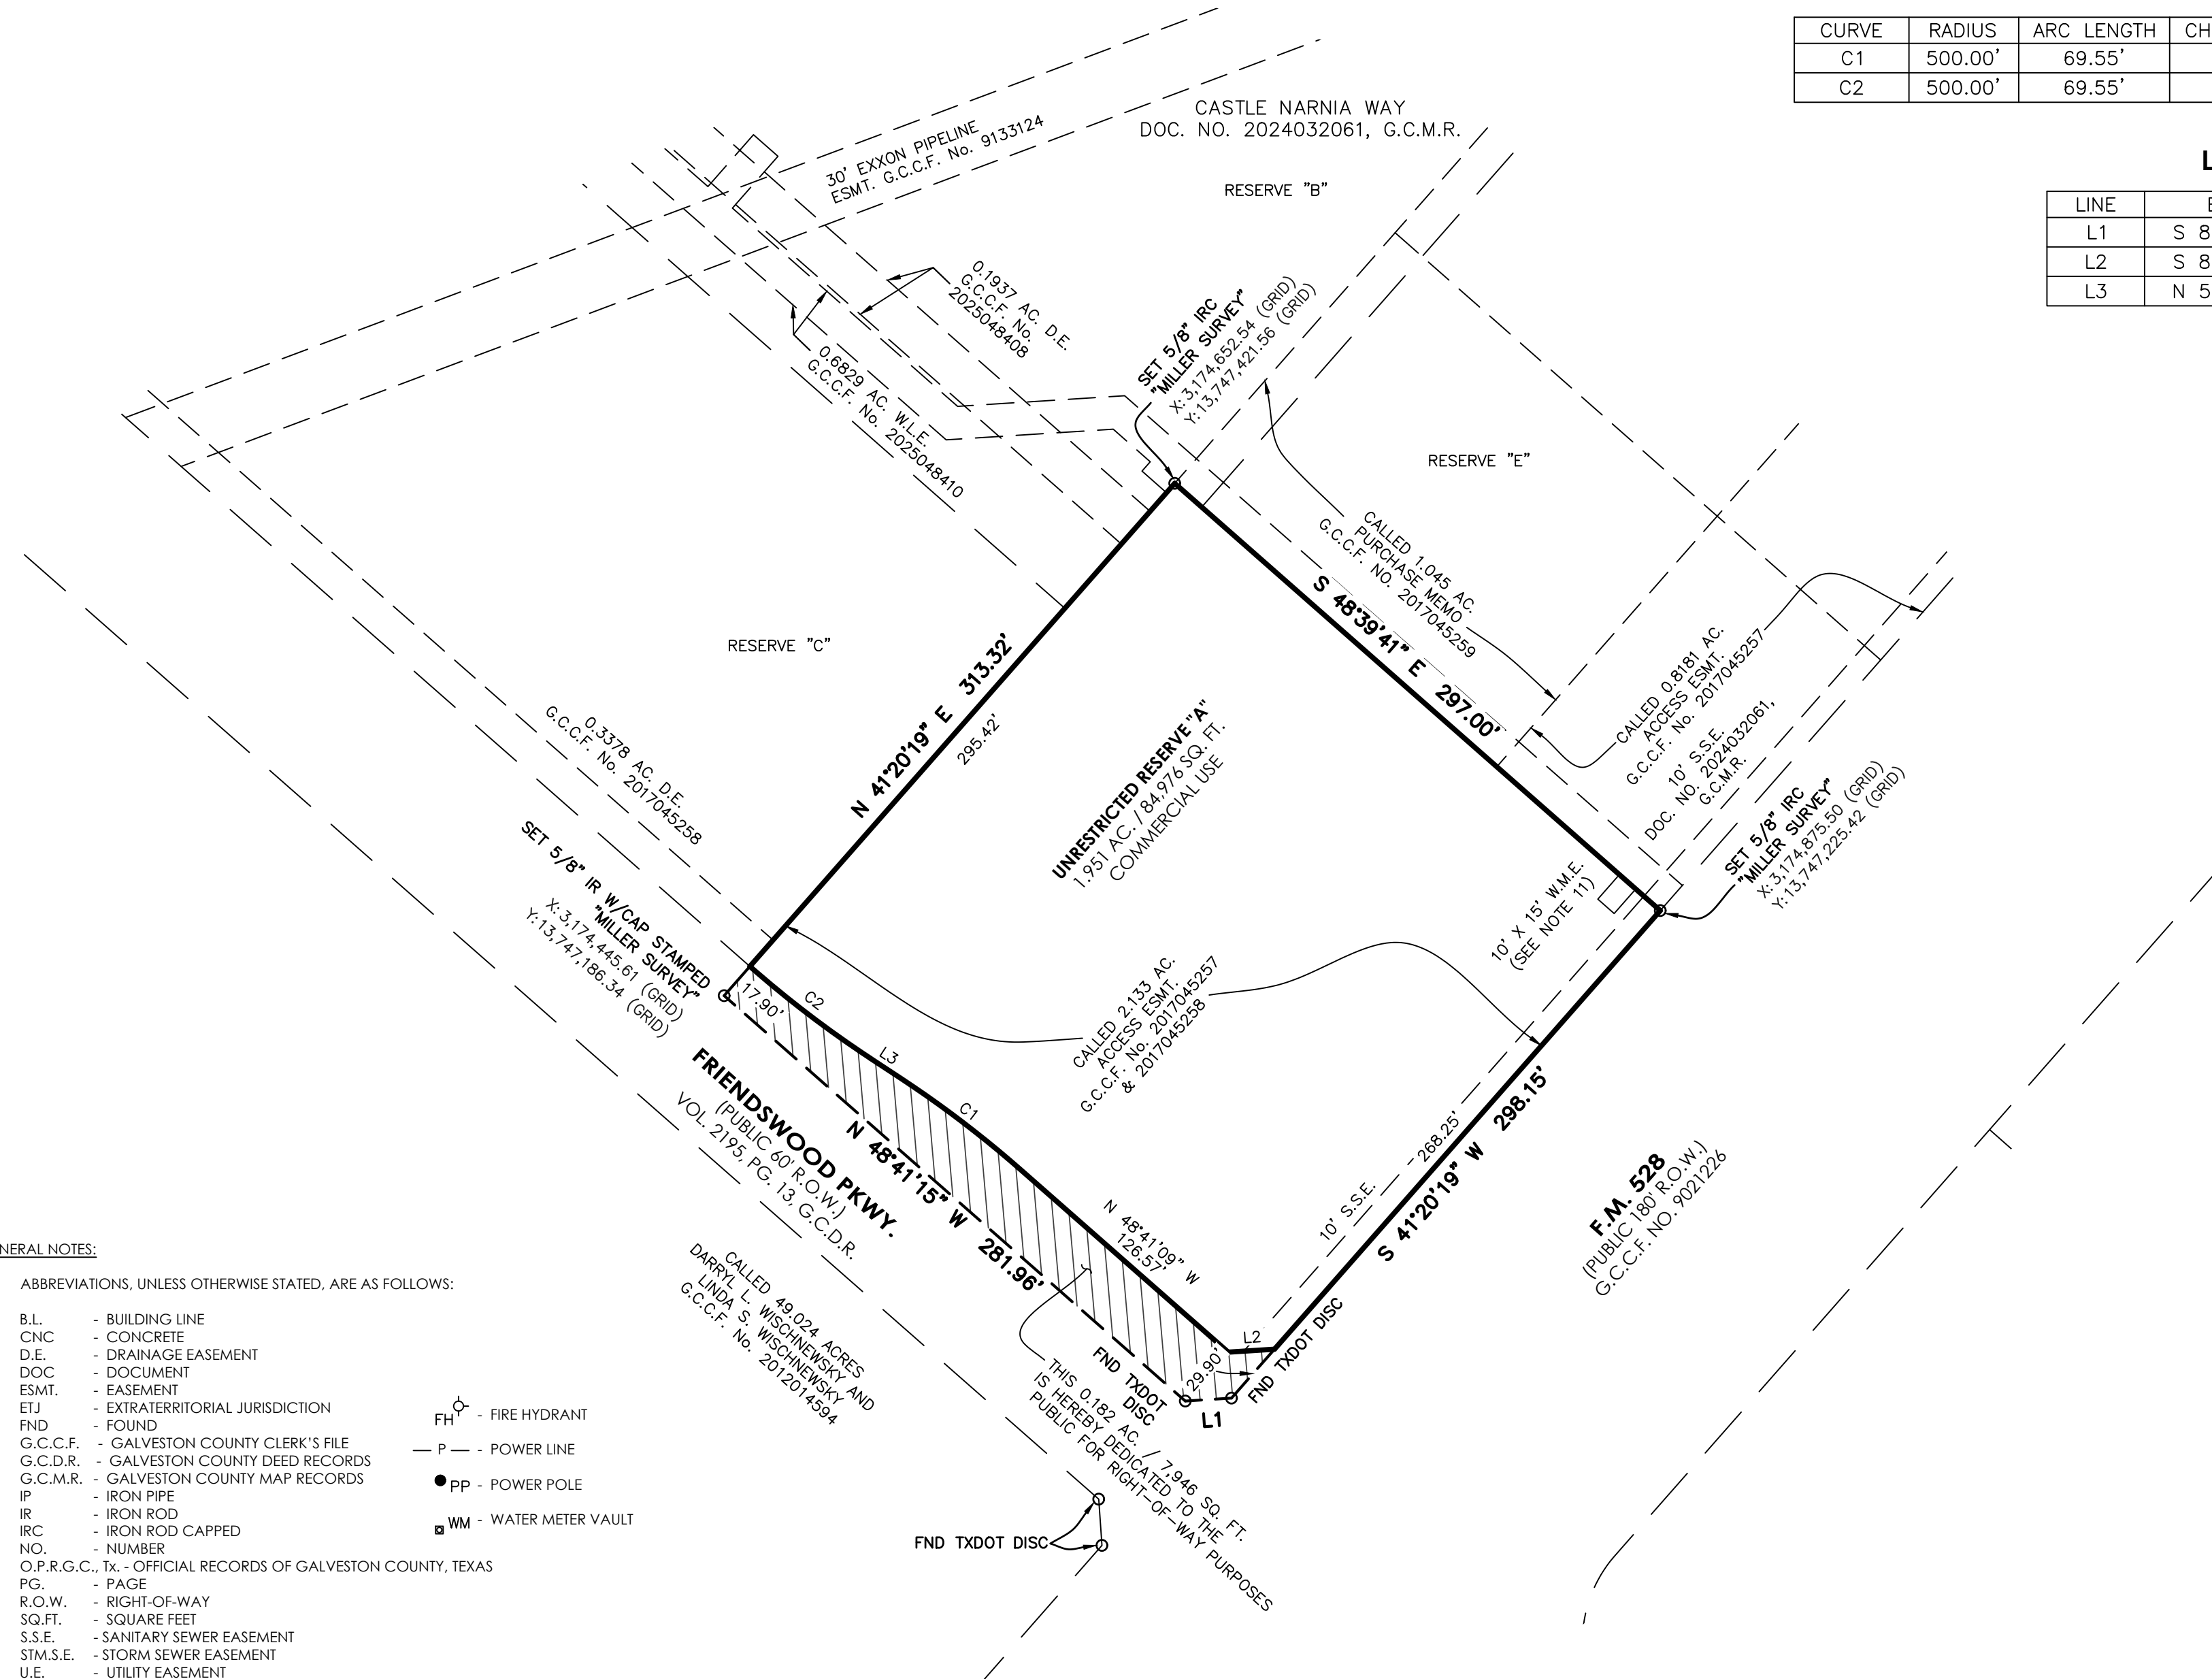 CURVE RADIUS ARC LENGTH CH
C1 500.00' 69.55'
C2 500.00' 69.55'
L
LINE
L1 S 8
L2 S 8
L3 N 5
CASTLE NARNIA WAY
DOC. NO. 2024032061, G.C.M.R.
30' EXXON PIPELINE
ESMT. G.C.C.F. No. 9133124
RESERVE "B"
0.1937 AC. D.E.
G.C.C.F. No.
2025048408
0.6829 AC. W.L.E.
G.C.C.F. No. 2025048410
SET 5/8" IRC
"MILLER SURVEY"
X:3,174,652.54 (GRID)
Y:13,747,421.56 (GRID)
RESERVE "E"
CALLED 1.045 AC.
PURCHASE MEMO
G.C.C.F. NO. 2017045259
S 48°39'41" E 297.00'
RESERVE "C"
N 41°20'19" E 313.32'
295.42'
CALLED 0.8181 AC.
ACCESS ESMT.
G.C.C.F. No. 2017045257
10' S.S.E.
DOC. NO. 2024032061,
G.C.M.R.
SET 5/8" IRC
"MILLER SURVEY"
X:3,174,875.50 (GRID)
Y:13,747,225.42 (GRID)
UNRESTRICTED RESERVE "A"
1.951 AC. / 84,976 SQ. FT.
COMMERCIAL USE
0.3378 AC. D.E.
G.C.C.F. No. 2017045258
SET 5/8" IR W/CAP STAMPED
"MILLER SURVEY"
X:3,174,445.61 (GRID)
Y:13,747,186.34 (GRID)
10' X 15' W.M.E.
(SEE NOTE 11)
17.90'
C2
L3
C1
CALLED 2.133 AC.
ACCESS ESMT.
G.C.C.F. No. 2017045257
& 2017045258
FRIENDSWOOD PKWY.
(PUBLIC 60' R.O.W.)
VOL. 2195, PG. 13, G.C.D.R.
N 48°41'15" W 281.96'
N 48°41'09" W
126.57'
10' S.S.E.
268.25'
S 41°20'19" W 298.15'
F.M. 528
(PUBLIC 180' R.O.W.)
G.C.C.F. NO. 9021226
CALLED 49.024 ACRES
DARRYL L. WISCHNEWSKY AND
LINDA S. WISCHNEWSKY
G.C.C.F. No. 2012014594
L2
29.90'
L1
FND TXDOT
DISC
FND TXDOT DISC
THIS 0.182 AC. / 7,946 SQ. FT.
IS HEREBY DEDICATED TO THE
PUBLIC FOR RIGHT-OF-WAY PURPOSES
FND TXDOT DISC
NERAL NOTES:
ABBREVIATIONS, UNLESS OTHERWISE STATED, ARE AS FOLLOWS:
B.L. - BUILDING LINE
CNC - CONCRETE
D.E. - DRAINAGE EASEMENT
DOC - DOCUMENT
ESMT. - EASEMENT
ETJ - EXTRATERRITORIAL JURISDICTION
FND - FOUND
G.C.C.F. - GALVESTON COUNTY CLERK'S FILE
G.C.D.R. - GALVESTON COUNTY DEED RECORDS
G.C.M.R. - GALVESTON COUNTY MAP RECORDS
IP - IRON PIPE
IR - IRON ROD
IRC - IRON ROD CAPPED
NO. - NUMBER
O.P.R.G.C., Tx. - OFFICIAL RECORDS OF GALVESTON COUNTY, TEXAS
PG. - PAGE
R.O.W. - RIGHT-OF-WAY
SQ.FT. - SQUARE FEET
S.S.E. - SANITARY SEWER EASEMENT
STM.S.E. - STORM SEWER EASEMENT
U.E. - UTILITY EASEMENT
FH - FIRE HYDRANT
P - POWER LINE
PP - POWER POLE
WM - WATER METER VAULT